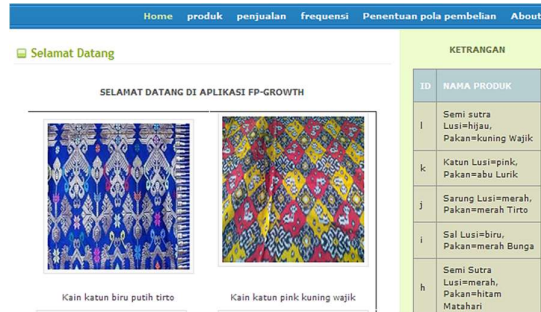 Home produk penjualan frequensi Penentuan pola pembelian About
Selamat Datang
SELAMAT DATANG DI APLIKASI FP-GROWTH
Kain katun biru putih tirto
Kain katun pink kuning wajik
KETRANGAN
ID NAMA PRODUK
l
Semi sutra
Lusi=hijau,
Pakan=kuning Wajik
k
Katun Lusi=pink,
Pakan=abu Lurik
j
Sarung Lusi=merah,
Pakan=merah Tirto
i
Sal Lusi=biru,
Pakan=merah Bunga
h
Semi Sutra
Lusi=merah,
Pakan=hitam
Matahari